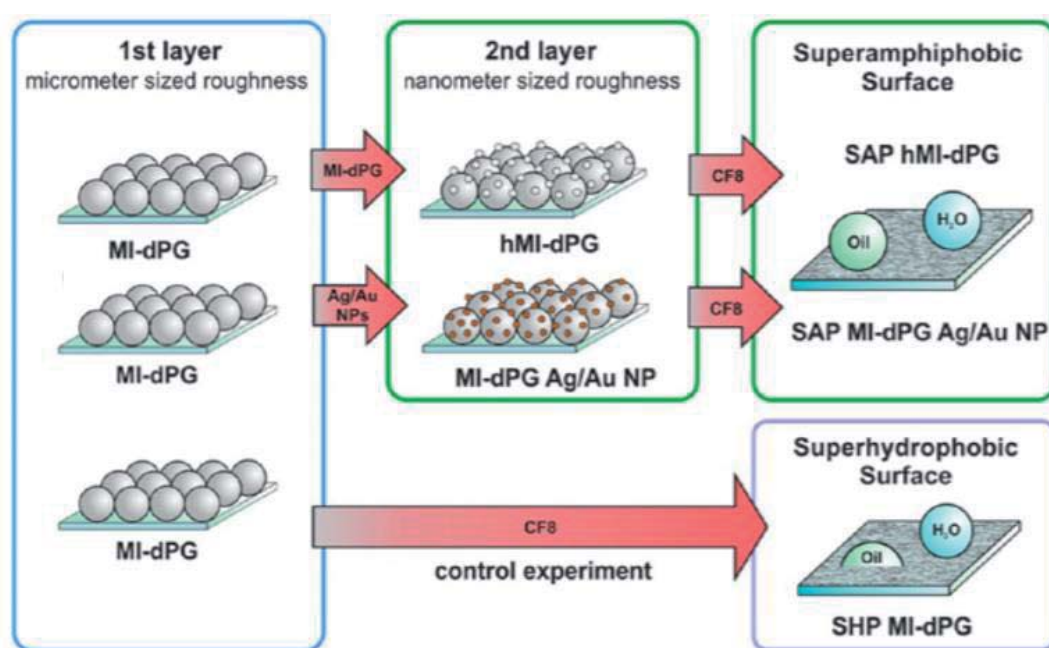 1st layer
micrometer sized roughness
MI-dPG
MI-dPG
MI-dPG
MI-dPG
Ag/Au
NPs
2nd layer
nanometer sized roughness
hMI-dPG
MI-dPG Ag/Au NP
CF8
CF8
Superamphiphobic
Surface
SAP hMI-dPG
Oil
H₂O
SAP MI-dPG Ag/Au NP
CF8
control experiment
Superhydrophobic
Surface
H₂O
Oil
SHP MI-dPG